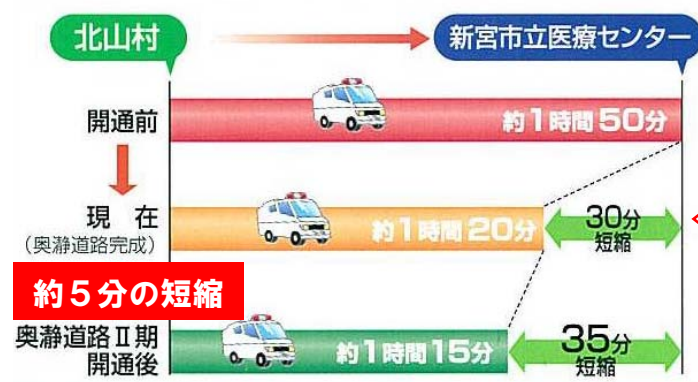 北山村
新宮市立医療センター
開通前
約1時間50分
現 在
(奥瀞道路完成)
約1時間20分
30分
短縮
約5分の短縮
奥瀞道路Ⅱ期
開通後
約1時間15分
35分
短縮